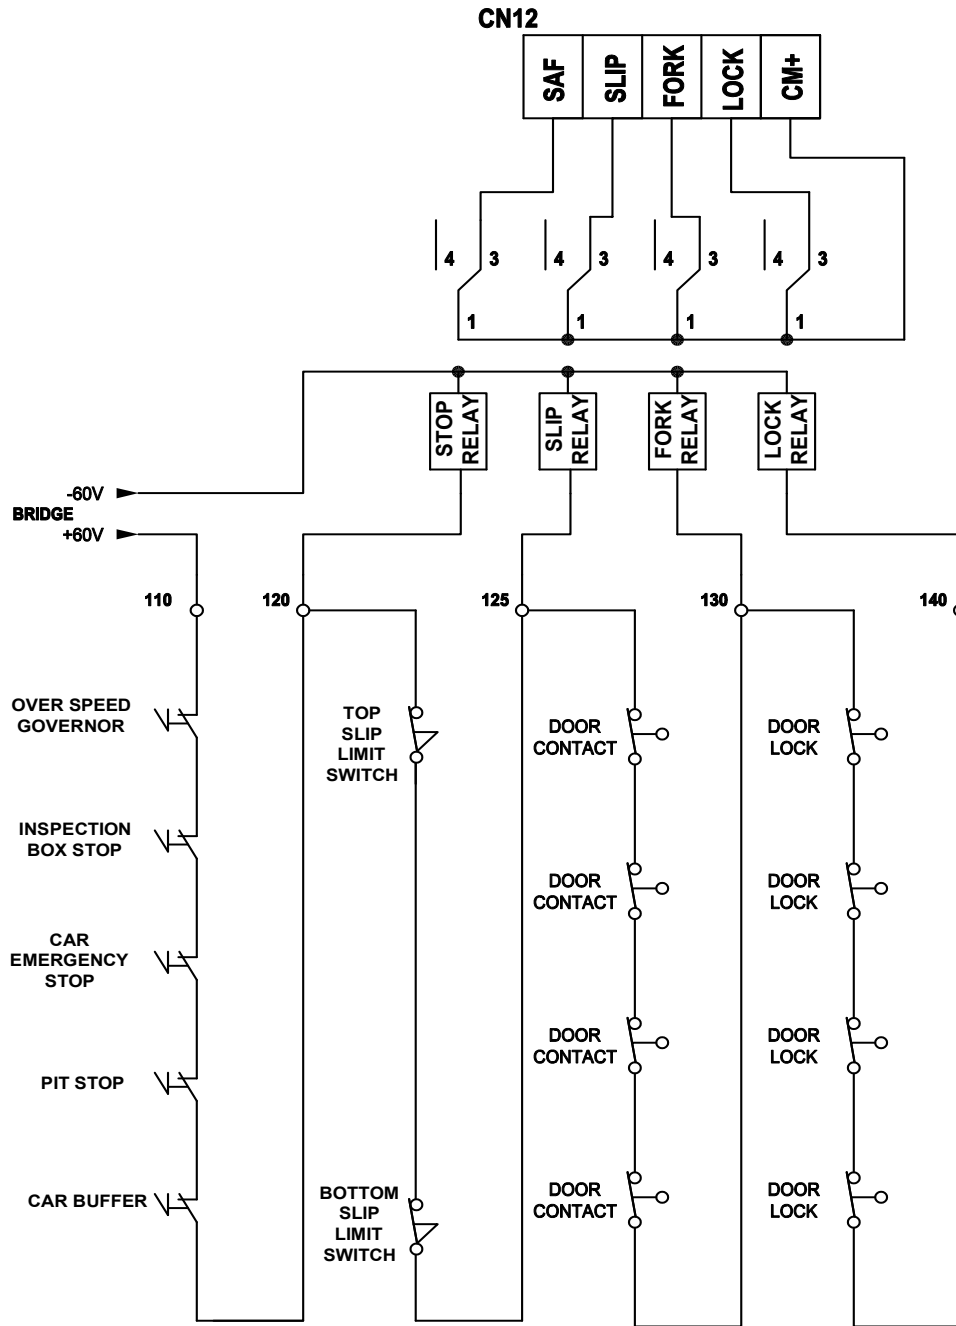 CN12
SAF
SLIP
FORK
LOCK
CM+
4 3 4 3 4 3 4 3
1 1 1 1
STOP
RELAY
SLIP
RELAY
FORK
RELAY
LOCK
RELAY
-60V
BRIDGE
+60V
110 120 125 130 140
OVER SPEED
GOVERNOR
TOP
SLIP
LIMIT
SWITCH
DOOR
CONTACT
DOOR
LOCK
INSPECTION
BOX STOP
DOOR
CONTACT
DOOR
LOCK
CAR
EMERGENCY
STOP
DOOR
CONTACT
DOOR
LOCK
PIT STOP
CAR BUFFER
BOTTOM
SLIP
LIMIT
SWITCH
DOOR
CONTACT
DOOR
LOCK